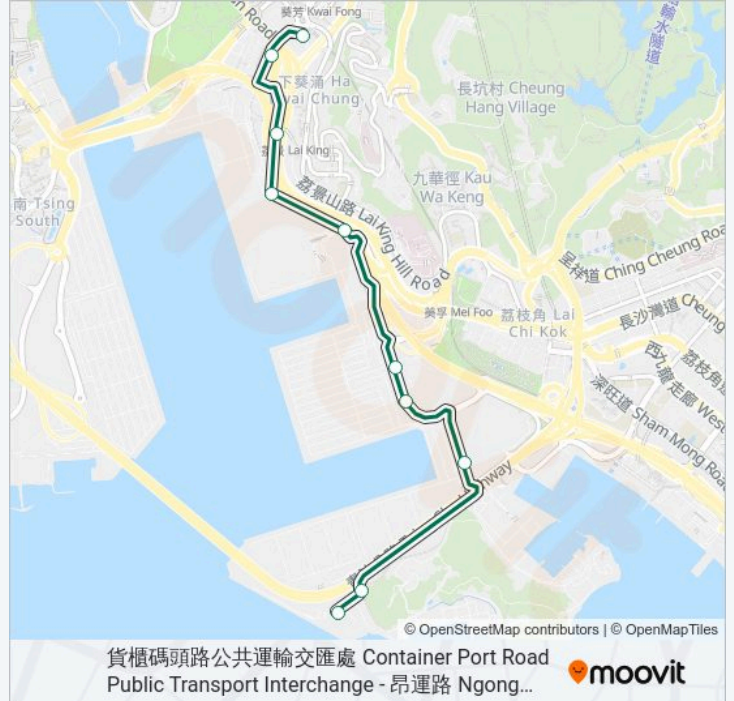 葵芳 Kwai Fong
Road
下葵涌 Ha
Kwai Chung
長坑村 Cheung
Hang Village
輸水隧道
Lai King
九華徑 Kau
Wa Keng
荔景山路 Lai King Hill Road
南 Tsing
South
呈祥道 Ching Cheung Roa
美孚 Mei Foo
荔枝角 Lai
Chi Kok
長沙灣道 Cheung
荔枝角道
西九龍走廊 West
深旺道 Sham Mong Road
© OpenStreetMap contributors | © OpenMapTiles
貨櫃碼頭路公共運輸交匯處 Container Port Road
Public Transport Interchange - 昂運路 Ngong...
moovit